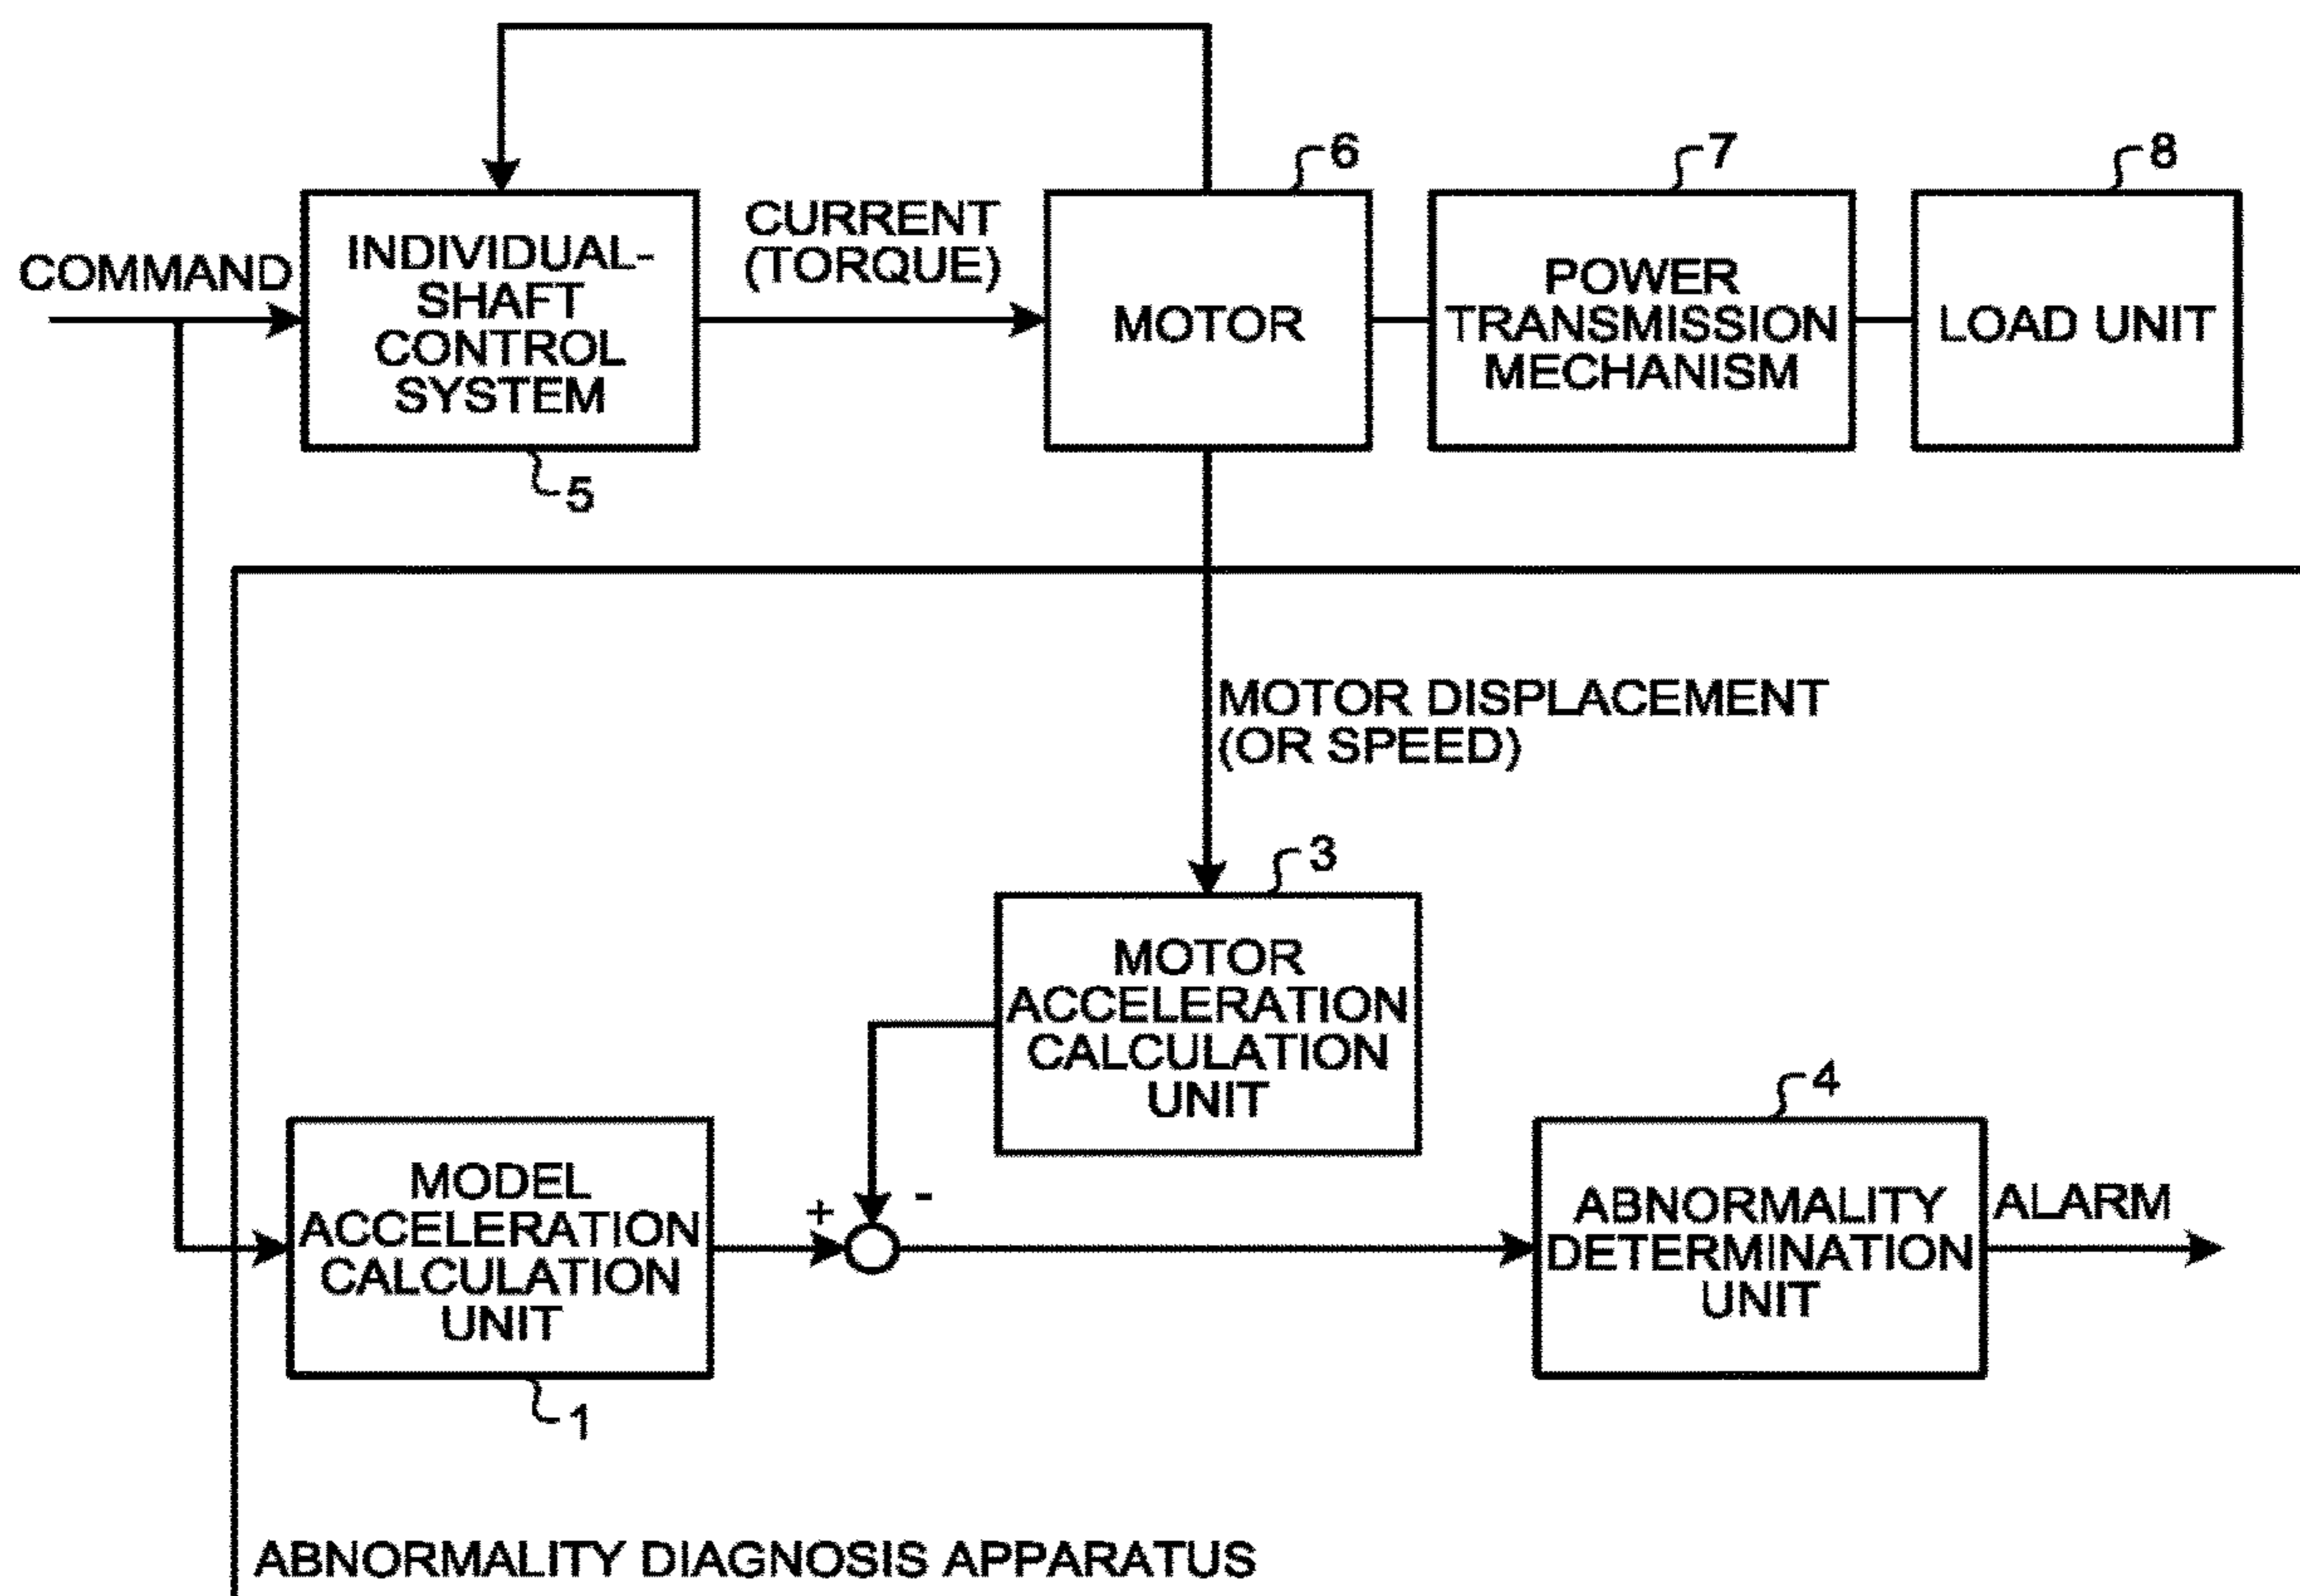 6
7
8
COMMAND
INDIVIDUAL-
SHAFT
CONTROL
SYSTEM
CURRENT
(TORQUE)
MOTOR
POWER
TRANSMISSION
MECHANISM
LOAD UNIT
5
MOTOR DISPLACEMENT
(OR SPEED)
3
MOTOR
ACCELERATION
CALCULATION
UNIT
4
MODEL
ACCELERATION
CALCULATION
UNIT
+
-
ABNORMALITY
DETERMINATION
UNIT
ALARM
1
ABNORMALITY DIAGNOSIS APPARATUS